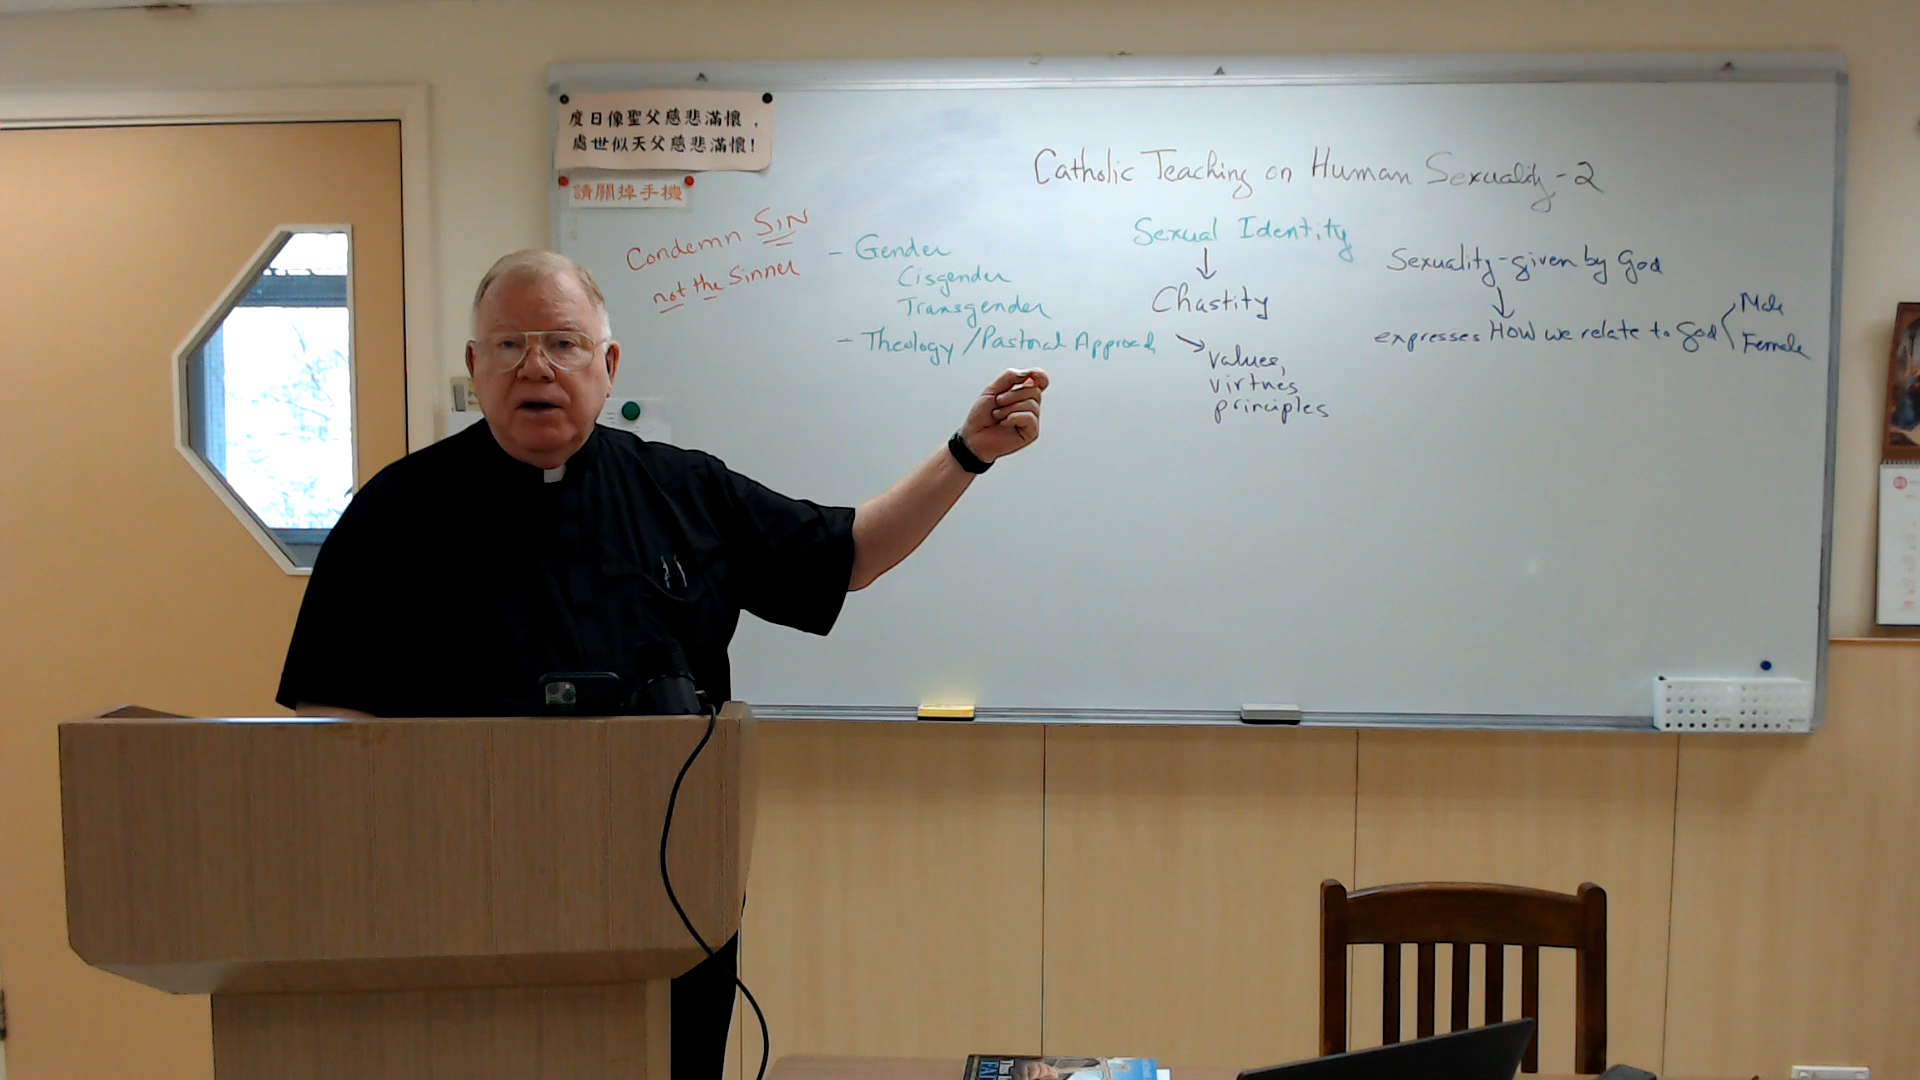 度日像聖父慈悲滿懷，
處世似天父慈悲滿懷！
請關掉手機
Catholic Teaching on Human Sexuality-2
Condemn SIN
not the Sinner
- Gender
Cisgender
Transgender
- Theology/Pastoral Approach
Sexual Identity
↓
Chastity
values,
virtues,
principles
Sexuality-given by God
↓
expresses HOW we relate to God
Male
Female